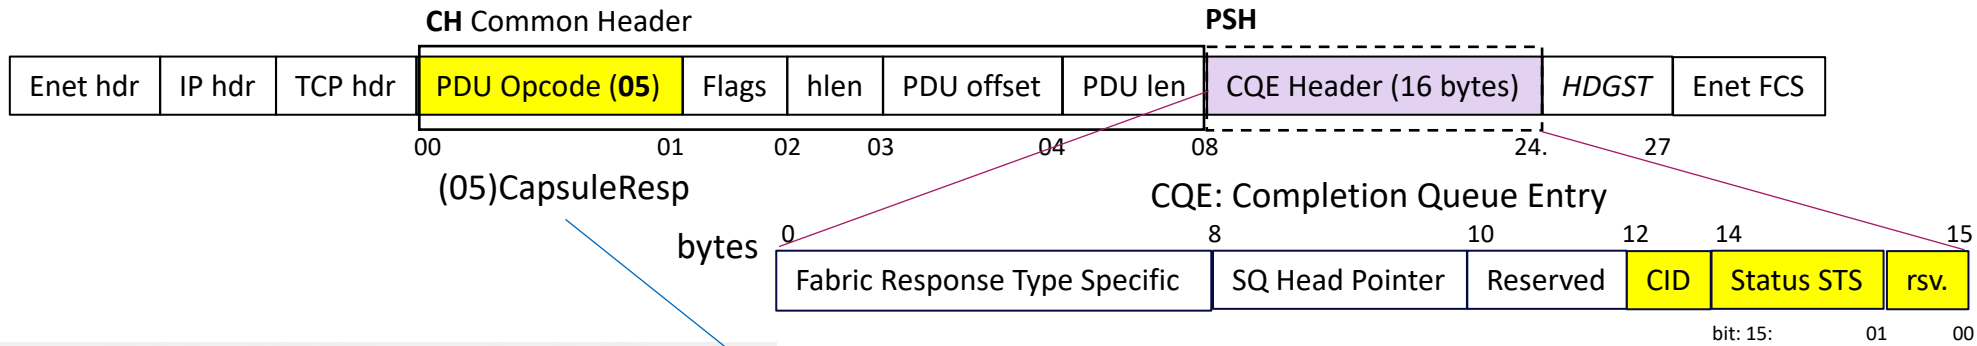 CH Common Header PSH
Enet hdr IP hdr TCP hdr PDU Opcode (05) Flags hlen PDU offset PDU len CQE Header (16 bytes) HDGST Enet FCS
00 01 02 03 04 08 24. 27
(05)CapsuleResp CQE: Completion Queue Entry
bytes 0 8 10 12 14 15
Fabric Response Type Specific SQ Head Pointer Reserved CID Status STS rsv.
bit: 15: 01 00